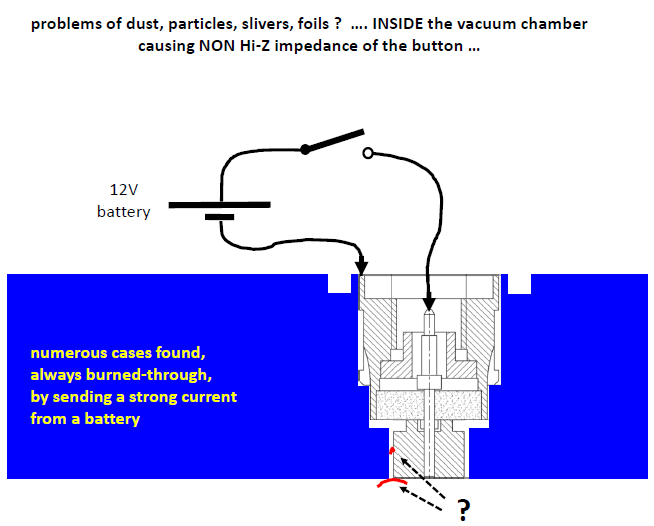 problems of dust, particles, slivers, foils ? .... INSIDE the vacuum chamber
causing NON Hi-Z impedance of the button ...
12V
battery
numerous cases found,
always burned-through,
by sending a strong current
from a battery
?